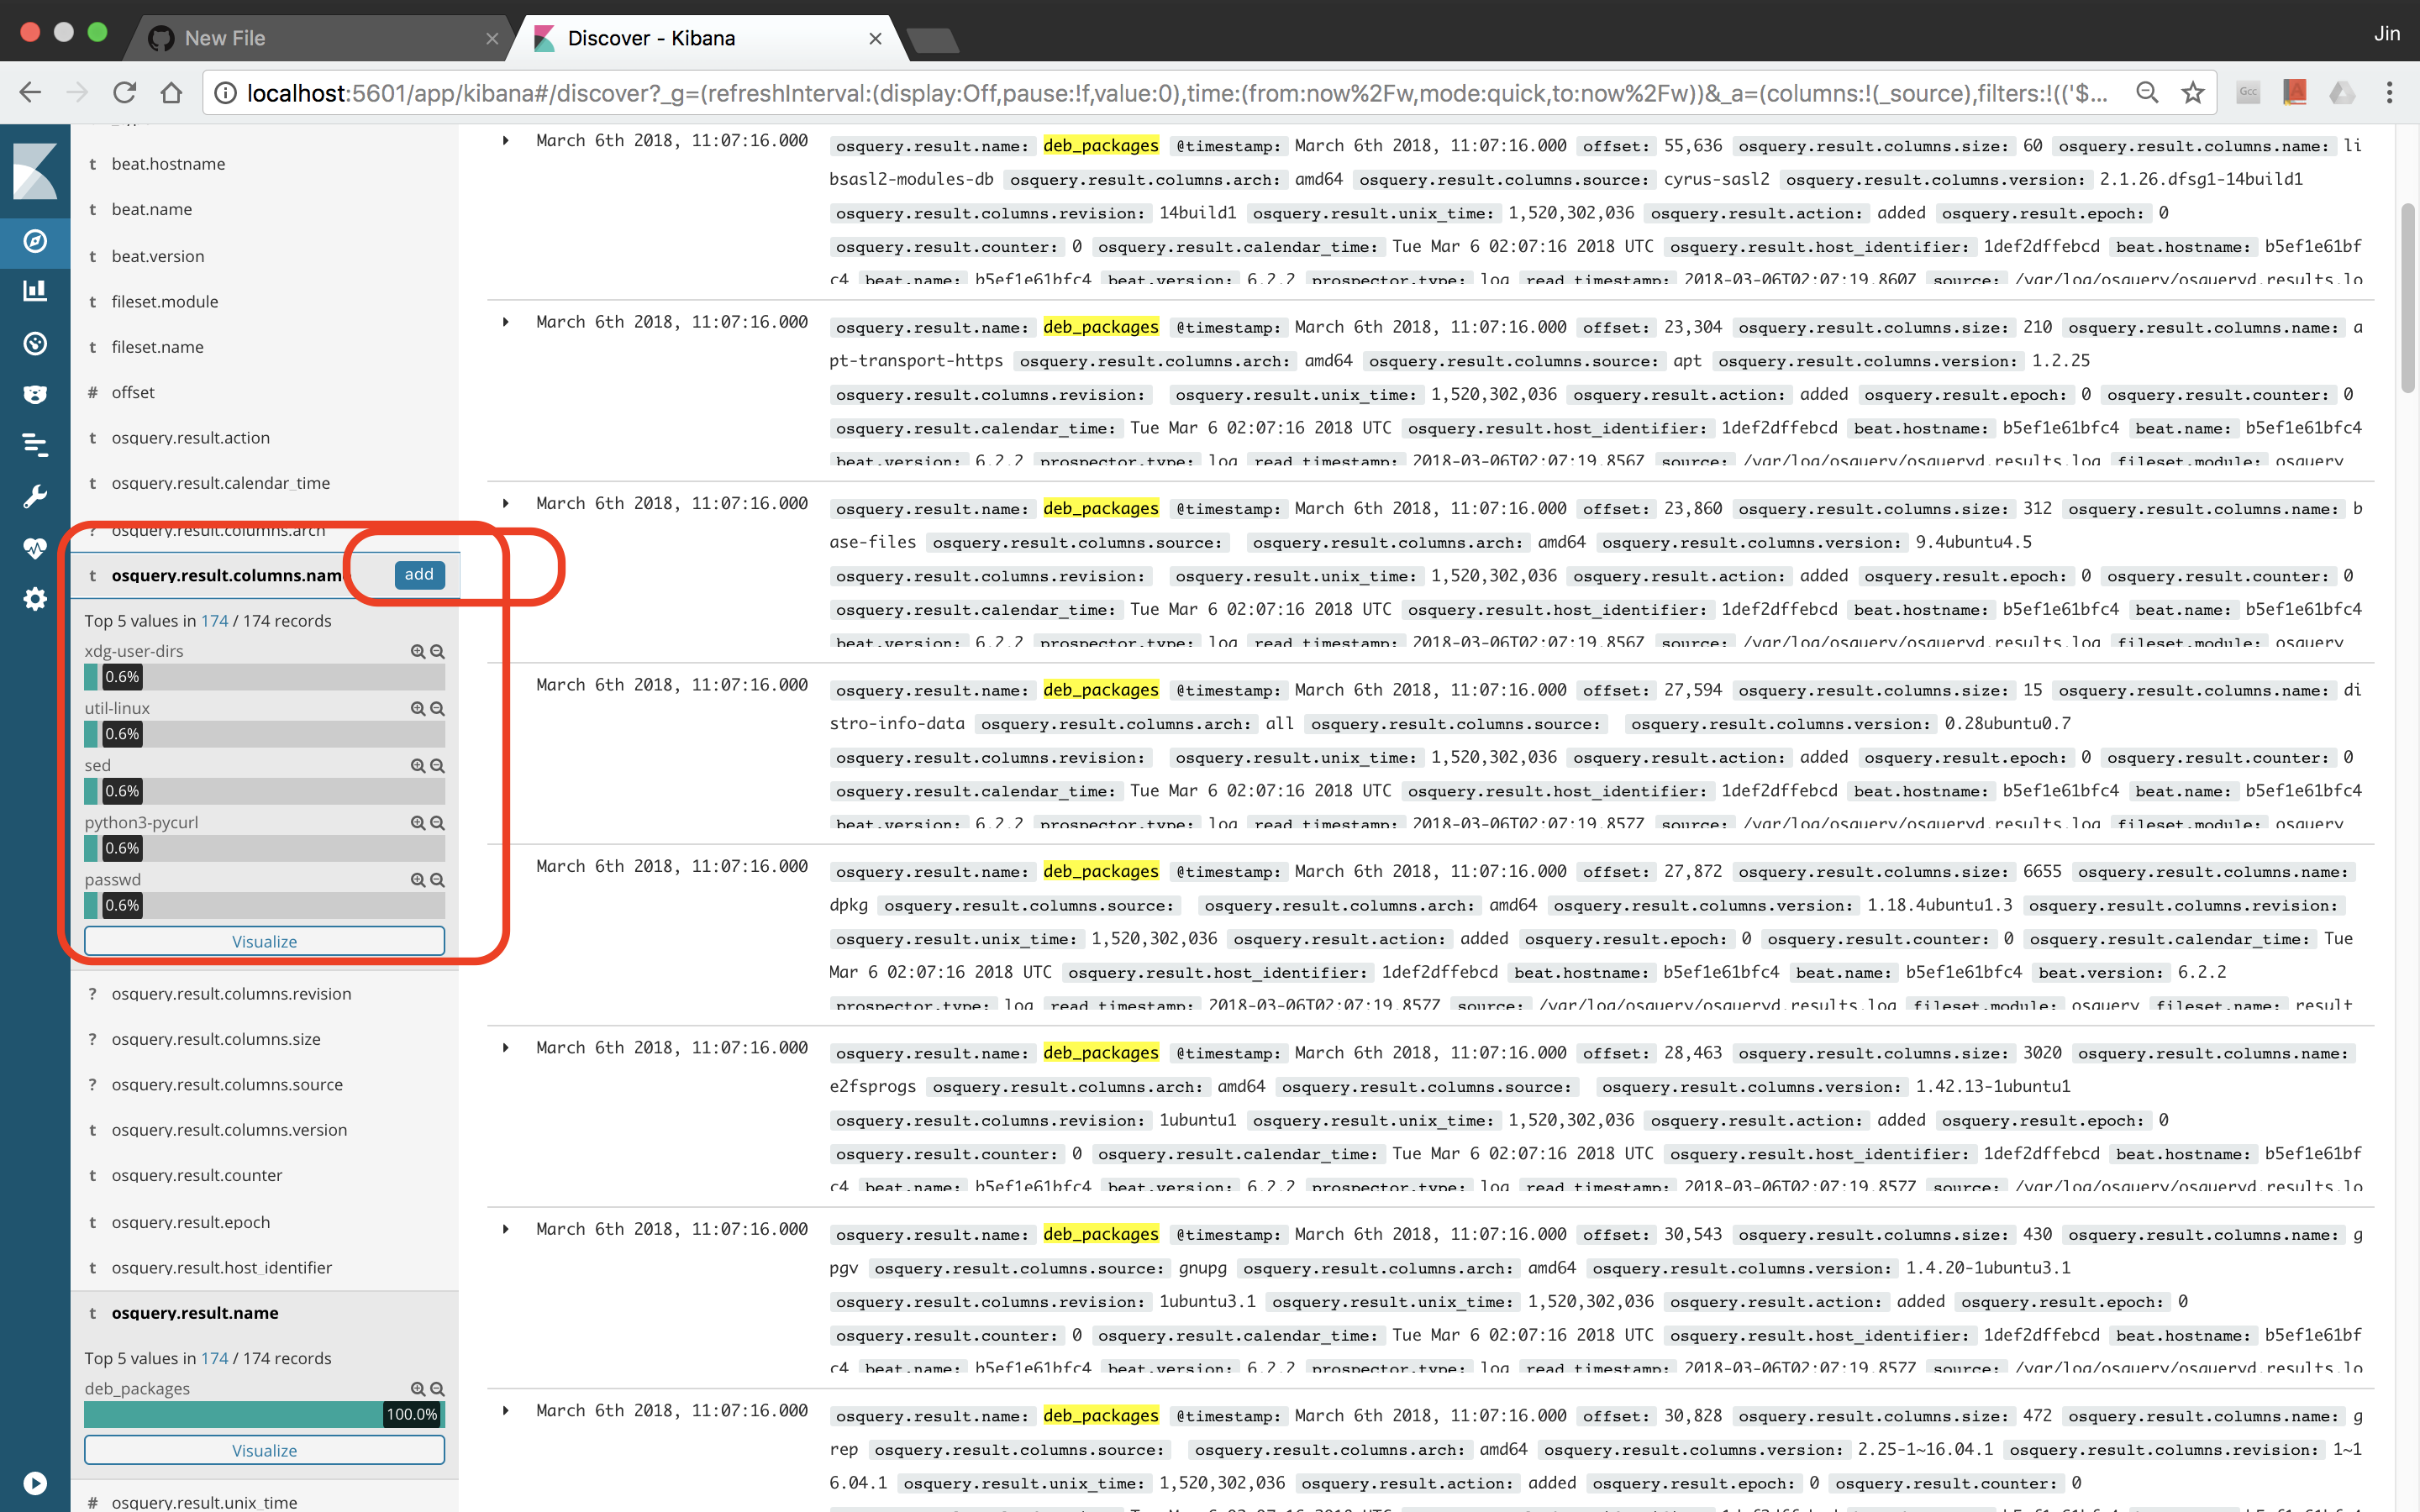 New File
Discover - Kibana
Jin
localhost:5601/app/kibana#/discover?_g=(refreshInterval:(display:Off,pause:!f,value:0),time:(from:now%2Fw,mode:quick,to:now%2Fw))&_a=(columns:!(_source),filters:!(('$...
Gcc
t beat.hostname
t beat.name
t beat.version
t fileset.module
t fileset.name
# offset
t osquery.result.action
t osquery.result.calendar_time
? osquery.result.columns.arch
t osquery.result.columns.nam
add
Top 5 values in 174 / 174 records
xdg-user-dirs
0.6%
util-linux
0.6%
sed
0.6%
python3-pycurl
0.6%
passwd
0.6%
Visualize
? osquery.result.columns.revision
? osquery.result.columns.size
? osquery.result.columns.source
t osquery.result.columns.version
t osquery.result.counter
t osquery.result.epoch
t osquery.result.host_identifier
t osquery.result.name
Top 5 values in 174 / 174 records
deb_packages
100.0%
Visualize
# osquery.result.unix_time
March 6th 2018, 11:07:16.000
osquery.result.name: deb_packages @timestamp: March 6th 2018, 11:07:16.000 offset: 55,636 osquery.result.columns.size: 60 osquery.result.columns.name: li
bsasl2-modules-db osquery.result.columns.arch: amd64 osquery.result.columns.source: cyrus-sasl2 osquery.result.columns.version: 2.1.26.dfsg1-14build1
osquery.result.columns.revision: 14build1 osquery.result.unix_time: 1,520,302,036 osquery.result.action: added osquery.result.epoch: 0
osquery.result.counter: 0 osquery.result.calendar_time: Tue Mar 6 02:07:16 2018 UTC osquery.result.host_identifier: 1def2dffebcd beat.hostname: b5ef1e61bf
c4 beat.name: b5ef1e61bfc4 beat.version: 6.2.2 prospector.type: log read_timestamp: 2018-03-06T02:07:19.860Z source: /var/log/osquery/osqueryd.results.lo
March 6th 2018, 11:07:16.000
osquery.result.name: deb_packages @timestamp: March 6th 2018, 11:07:16.000 offset: 23,304 osquery.result.columns.size: 210 osquery.result.columns.name: a
pt-transport-https osquery.result.columns.arch: amd64 osquery.result.columns.source: apt osquery.result.columns.version: 1.2.25
osquery.result.columns.revision: osquery.result.unix_time: 1,520,302,036 osquery.result.action: added osquery.result.epoch: 0 osquery.result.counter: 0
osquery.result.calendar_time: Tue Mar 6 02:07:16 2018 UTC osquery.result.host_identifier: 1def2dffebcd beat.hostname: b5ef1e61bfc4 beat.name: b5ef1e61bfc4
beat.version: 6.2.2 prospector.type: log read_timestamp: 2018-03-06T02:07:19.856Z source: /var/log/osquery/osqueryd.results.log fileset.module: osquery
March 6th 2018, 11:07:16.000
osquery.result.name: deb_packages @timestamp: March 6th 2018, 11:07:16.000 offset: 23,860 osquery.result.columns.size: 312 osquery.result.columns.name: b
ase-files osquery.result.columns.source: osquery.result.columns.arch: amd64 osquery.result.columns.version: 9.4ubuntu4.5
osquery.result.columns.revision: osquery.result.unix_time: 1,520,302,036 osquery.result.action: added osquery.result.epoch: 0 osquery.result.counter: 0
osquery.result.calendar_time: Tue Mar 6 02:07:16 2018 UTC osquery.result.host_identifier: 1def2dffebcd beat.hostname: b5ef1e61bfc4 beat.name: b5ef1e61bfc4
beat.version: 6.2.2 prospector.type: log read_timestamp: 2018-03-06T02:07:19.856Z source: /var/log/osquery/osqueryd.results.log fileset.module: osquery
March 6th 2018, 11:07:16.000
osquery.result.name: deb_packages @timestamp: March 6th 2018, 11:07:16.000 offset: 27,594 osquery.result.columns.size: 15 osquery.result.columns.name: di
stro-info-data osquery.result.columns.arch: all osquery.result.columns.source: osquery.result.columns.version: 0.28ubuntu0.7
osquery.result.columns.revision: osquery.result.unix_time: 1,520,302,036 osquery.result.action: added osquery.result.epoch: 0 osquery.result.counter: 0
osquery.result.calendar_time: Tue Mar 6 02:07:16 2018 UTC osquery.result.host_identifier: 1def2dffebcd beat.hostname: b5ef1e61bfc4 beat.name: b5ef1e61bfc4
beat.version: 6.2.2 prospector.type: log read_timestamp: 2018-03-06T02:07:19.857Z source: /var/log/osquery/osqueryd.results.log fileset.module: osquery
March 6th 2018, 11:07:16.000
osquery.result.name: deb_packages @timestamp: March 6th 2018, 11:07:16.000 offset: 27,872 osquery.result.columns.size: 6655 osquery.result.columns.name:
dpkg osquery.result.columns.source: osquery.result.columns.arch: amd64 osquery.result.columns.version: 1.18.4ubuntu1.3 osquery.result.columns.revision:
osquery.result.unix_time: 1,520,302,036 osquery.result.action: added osquery.result.epoch: 0 osquery.result.counter: 0 osquery.result.calendar_time: Tue
Mar 6 02:07:16 2018 UTC osquery.result.host_identifier: 1def2dffebcd beat.hostname: b5ef1e61bfc4 beat.name: b5ef1e61bfc4 beat.version: 6.2.2
prospector.type: log read_timestamp: 2018-03-06T02:07:19.857Z source: /var/log/osquery/osqueryd.results.log fileset.module: osquery fileset.name: result
March 6th 2018, 11:07:16.000
osquery.result.name: deb_packages @timestamp: March 6th 2018, 11:07:16.000 offset: 28,463 osquery.result.columns.size: 3020 osquery.result.columns.name:
e2fsprogs osquery.result.columns.arch: amd64 osquery.result.columns.source: osquery.result.columns.version: 1.42.13-1ubuntu1
osquery.result.columns.revision: 1ubuntu1 osquery.result.unix_time: 1,520,302,036 osquery.result.action: added osquery.result.epoch: 0
osquery.result.counter: 0 osquery.result.calendar_time: Tue Mar 6 02:07:16 2018 UTC osquery.result.host_identifier: 1def2dffebcd beat.hostname: b5ef1e61bf
c4 beat.name: b5ef1e61bfc4 beat.version: 6.2.2 prospector.type: log read_timestamp: 2018-03-06T02:07:19.857Z source: /var/log/osquery/osqueryd.results.lo
March 6th 2018, 11:07:16.000
osquery.result.name: deb_packages @timestamp: March 6th 2018, 11:07:16.000 offset: 30,543 osquery.result.columns.size: 430 osquery.result.columns.name: g
pgv osquery.result.columns.source: gnupg osquery.result.columns.arch: amd64 osquery.result.columns.version: 1.4.20-1ubuntu3.1
osquery.result.columns.revision: 1ubuntu3.1 osquery.result.unix_time: 1,520,302,036 osquery.result.action: added osquery.result.epoch: 0
osquery.result.counter: 0 osquery.result.calendar_time: Tue Mar 6 02:07:16 2018 UTC osquery.result.host_identifier: 1def2dffebcd beat.hostname: b5ef1e61bf
c4 beat.name: b5ef1e61bfc4 beat.version: 6.2.2 prospector.type: log read_timestamp: 2018-03-06T02:07:19.857Z source: /var/log/osquery/osqueryd.results.lo
March 6th 2018, 11:07:16.000
osquery.result.name: deb_packages @timestamp: March 6th 2018, 11:07:16.000 offset: 30,828 osquery.result.columns.size: 472 osquery.result.columns.name: g
rep osquery.result.columns.source: osquery.result.columns.arch: amd64 osquery.result.columns.version: 2.25-1~16.04.1 osquery.result.columns.revision: 1~1
6.04.1 osquery.result.unix_time: 1,520,302,036 osquery.result.action: added osquery.result.epoch: 0 osquery.result.counter: 0